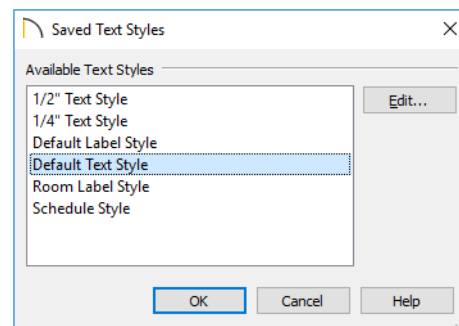 Saved Text Styles
Available Text Styles
1/2" Text Style
1/4" Text Style
Default Label Style
Default Text Style
Room Label Style
Schedule Style
Edit...
OK Cancel Help